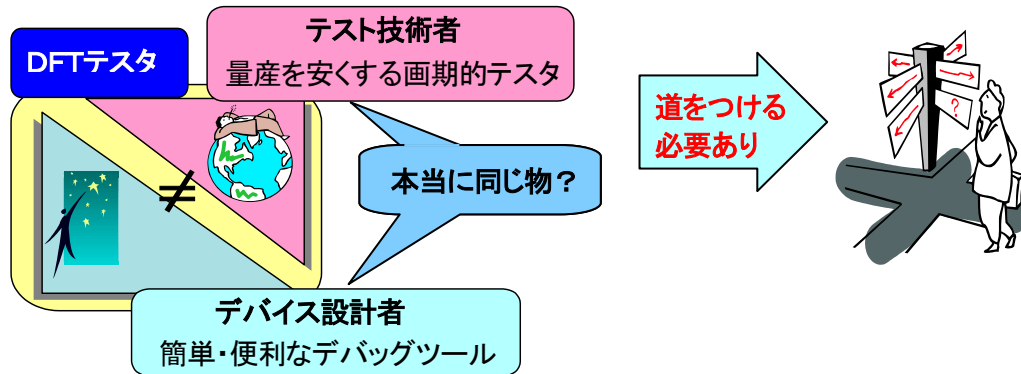 DFTテスタ
テスト技術者
量産を安くする画期的テスタ
≠
本当に同じ物？
デバイス設計者
簡単・便利なデバッグツール
道をつける
必要あり
?